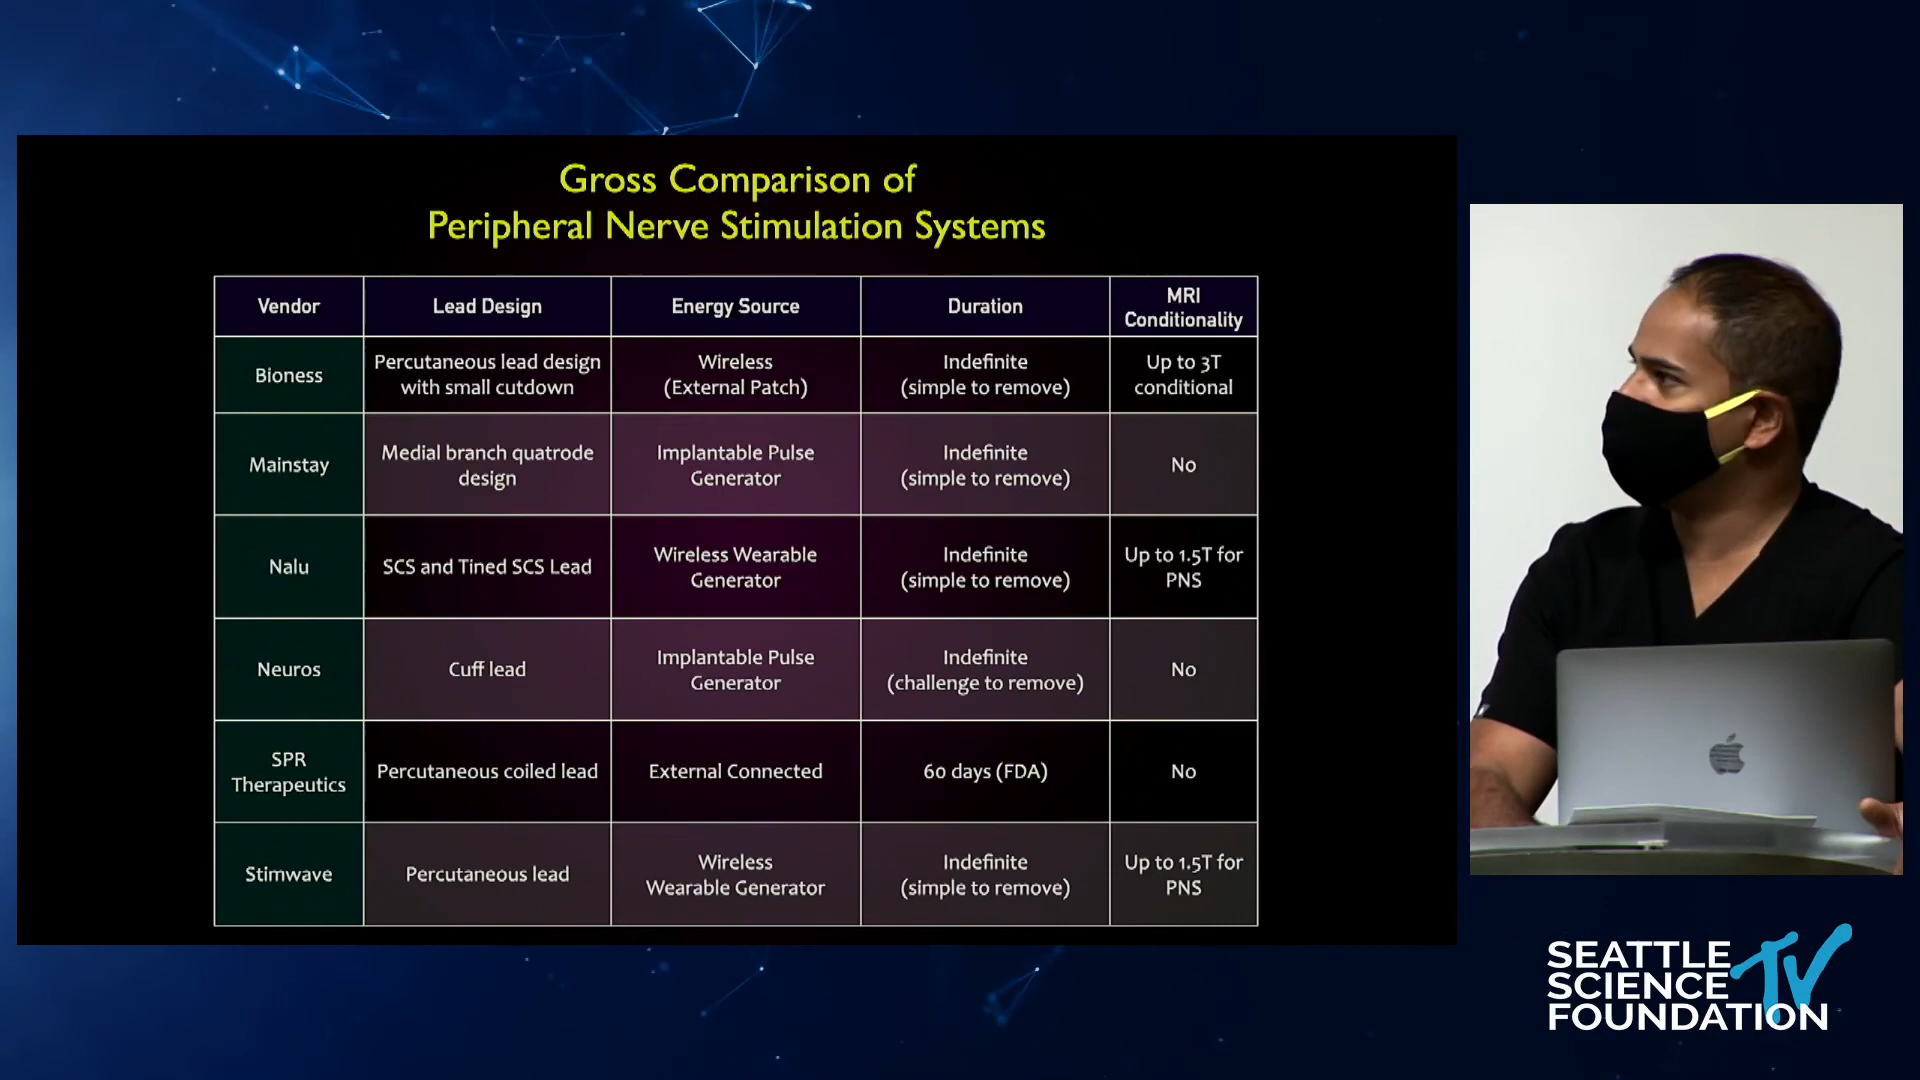 Gross Comparison of
Peripheral Nerve Stimulation Systems
Vendor
Lead Design
Energy Source
Duration
MRI
Conditionality
Bioness
Percutaneous lead design
with small cutdown
Wireless
(External Patch)
Indefinite
(simple to remove)
Up to 3T
conditional
Mainstay
Medial branch quatrode
design
Implantable Pulse
Generator
Indefinite
(simple to remove)
No
Nalu
SCS and Tined SCS Lead
Wireless Wearable
Generator
Indefinite
(simple to remove)
Up to 1.5T for
PNS
Neuros
Cuff lead
Implantable Pulse
Generator
Indefinite
(challenge to remove)
No
SPR
Therapeutics
Percutaneous coiled lead
External Connected
60 days (FDA)
No
Stimwave
Percutaneous lead
Wireless
Wearable Generator
Indefinite
(simple to remove)
Up to 1.5T for
PNS
SEATTLE
SCIENCE TV
FOUNDATION